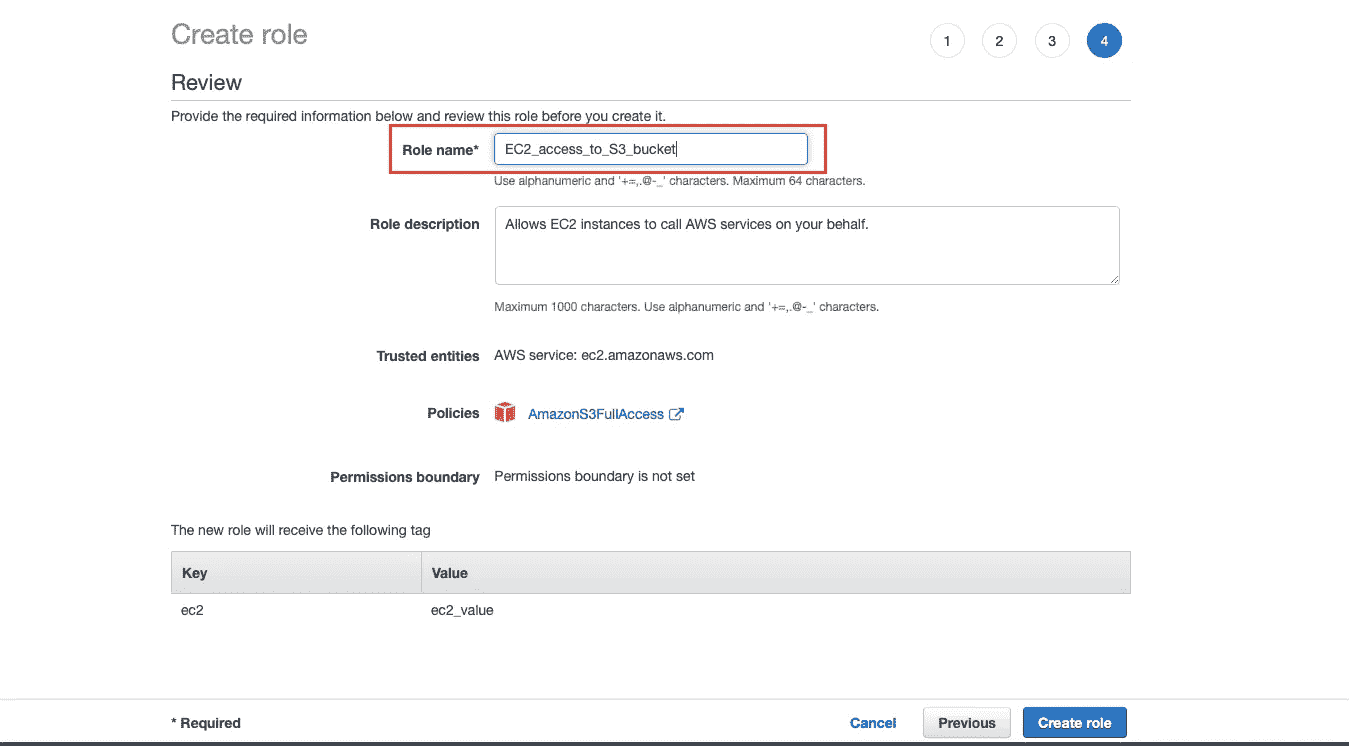 Create role
1 2 3 4
Review
Provide the required information below and review this role before you create it.
Role name* EC2_access_to_S3_bucket
Use alphanumeric and '+=,.@-_' characters. Maximum 64 characters.
Role description Allows EC2 instances to call AWS services on your behalf.
Maximum 1000 characters. Use alphanumeric and '+=,.@-_' characters.
Trusted entities AWS service: ec2.amazonaws.com
Policies AmazonS3FullAccess
Permissions boundary Permissions boundary is not set
The new role will receive the following tag
Key Value
ec2 ec2_value
* Required Cancel Previous Create role